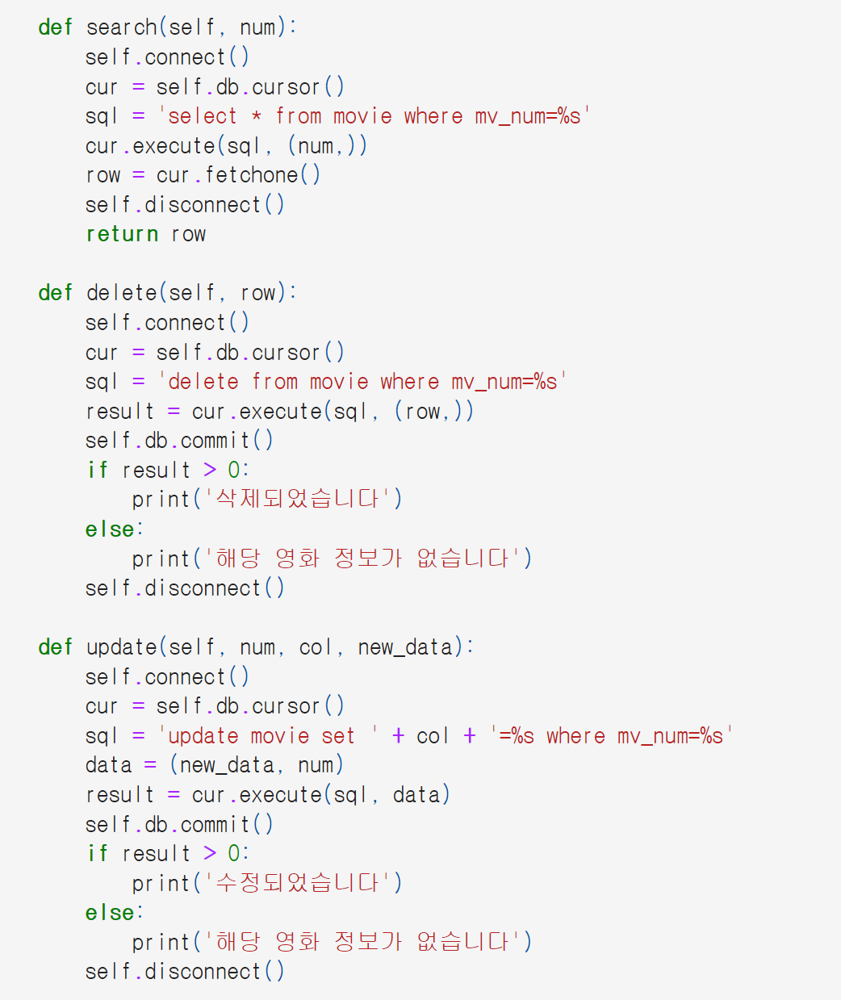 def search(self, num):
    self.connect()
    cur = self.db.cursor()
    sql = 'select * from movie where mv_num=%s'
    cur.execute(sql, (num,))
    row = cur.fetchone()
    self.disconnect()
    return row

def delete(self, row):
    self.connect()
    cur = self.db.cursor()
    sql = 'delete from movie where mv_num=%s'
    result = cur.execute(sql, (row,))
    self.db.commit()
    if result > 0:
        print('삭제되었습니다')
    else:
        print('해당 영화 정보가 없습니다')
    self.disconnect()

def update(self, num, col, new_data):
    self.connect()
    cur = self.db.cursor()
    sql = 'update movie set ' + col + '=%s where mv_num=%s'
    data = (new_data, num)
    result = cur.execute(sql, data)
    self.db.commit()
    if result > 0:
        print('수정되었습니다')
    else:
        print('해당 영화 정보가 없습니다')
    self.disconnect()